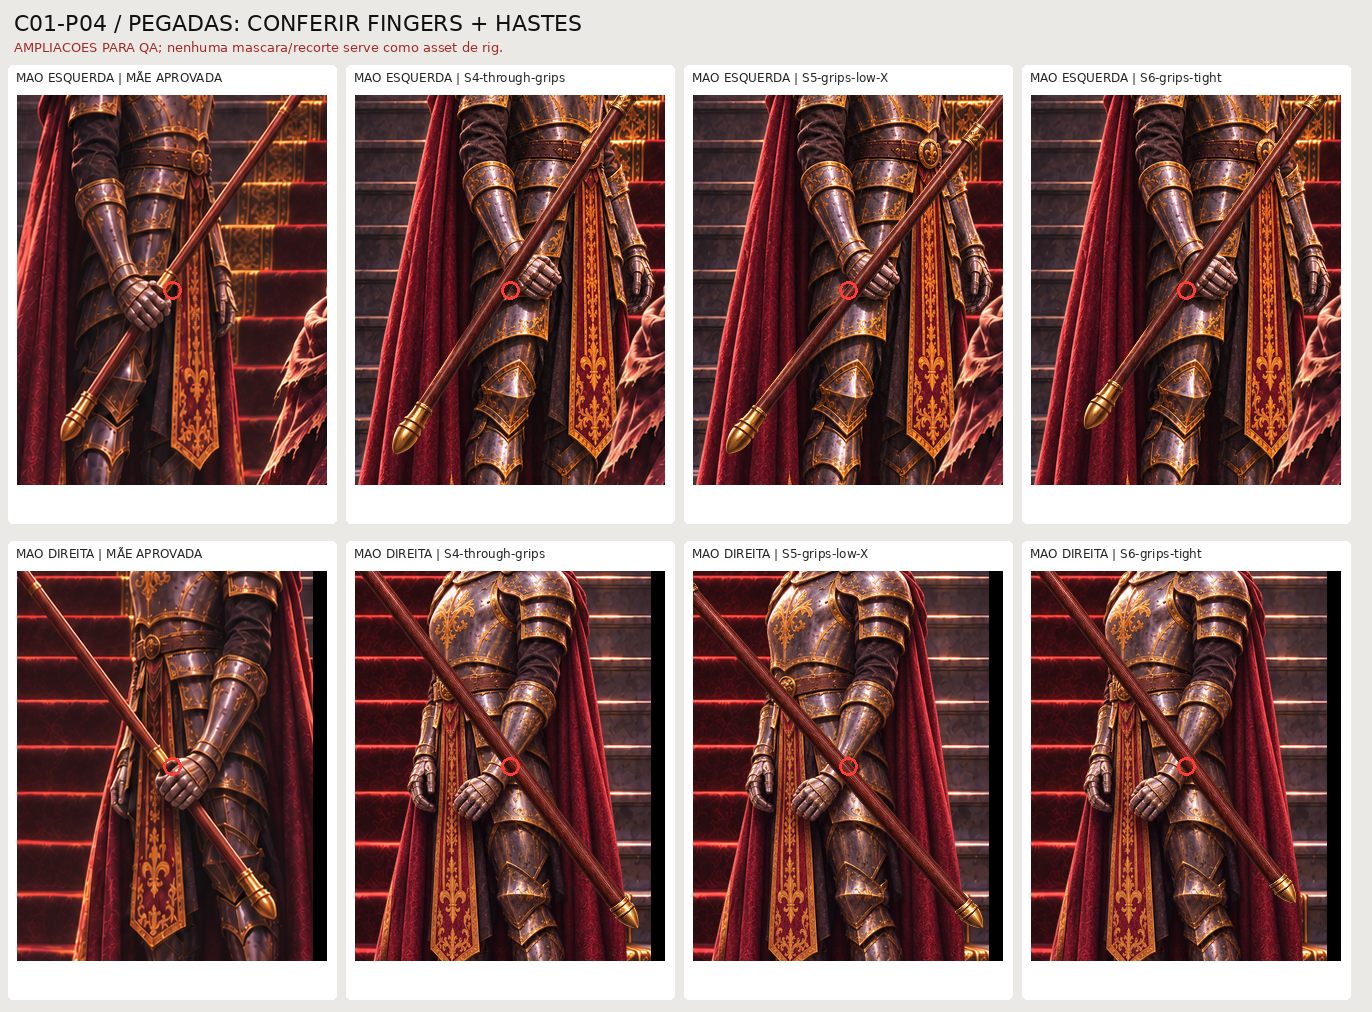 C01-P04 / PEGADAS: CONFERIR FINGERS + HASTES
AMPLIACOES PARA QA; nenhuma mascara/recorte serve como asset de rig.
MAO ESQUERDA | MÃE APROVADA
MAO ESQUERDA | S4-through-grips
MAO ESQUERDA | S5-grips-low-X
MAO ESQUERDA | S6-grips-tight
MAO DIREITA | MÃE APROVADA
MAO DIREITA | S4-through-grips
MAO DIREITA | S5-grips-low-X
MAO DIREITA | S6-grips-tight